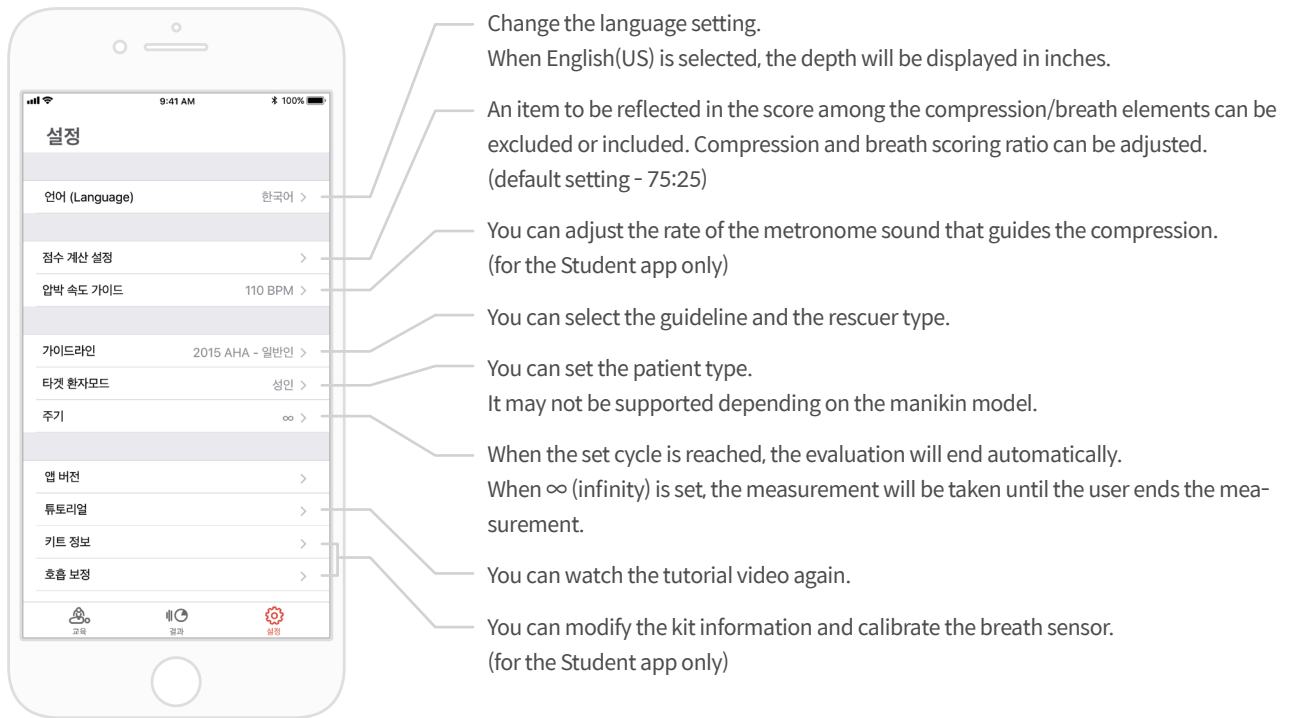 9:41 AM
100%
설정
언어 (Language)
한국어
점수 계산 설정
압박 속도 가이드
110 BPM
가이드라인
2015 AHA - 일반인
타겟 환자모드
성인
주기
∞
앱 버전
튜토리얼
키트 정보
호흡 보정
교육
결과
설정
Change the language setting.
When English(US) is selected, the depth will be displayed in inches.
An item to be reflected in the score among the compression/breath elements can be
excluded or included. Compression and breath scoring ratio can be adjusted.
(default setting - 75:25)
You can adjust the rate of the metronome sound that guides the compression.
(for the Student app only)
You can select the guideline and the rescuer type.
You can set the patient type.
It may not be supported depending on the manikin model.
When the set cycle is reached, the evaluation will end automatically.
When ∞ (infinity) is set, the measurement will be taken until the user ends the mea-
surement.
You can watch the tutorial video again.
You can modify the kit information and calibrate the breath sensor.
(for the Student app only)